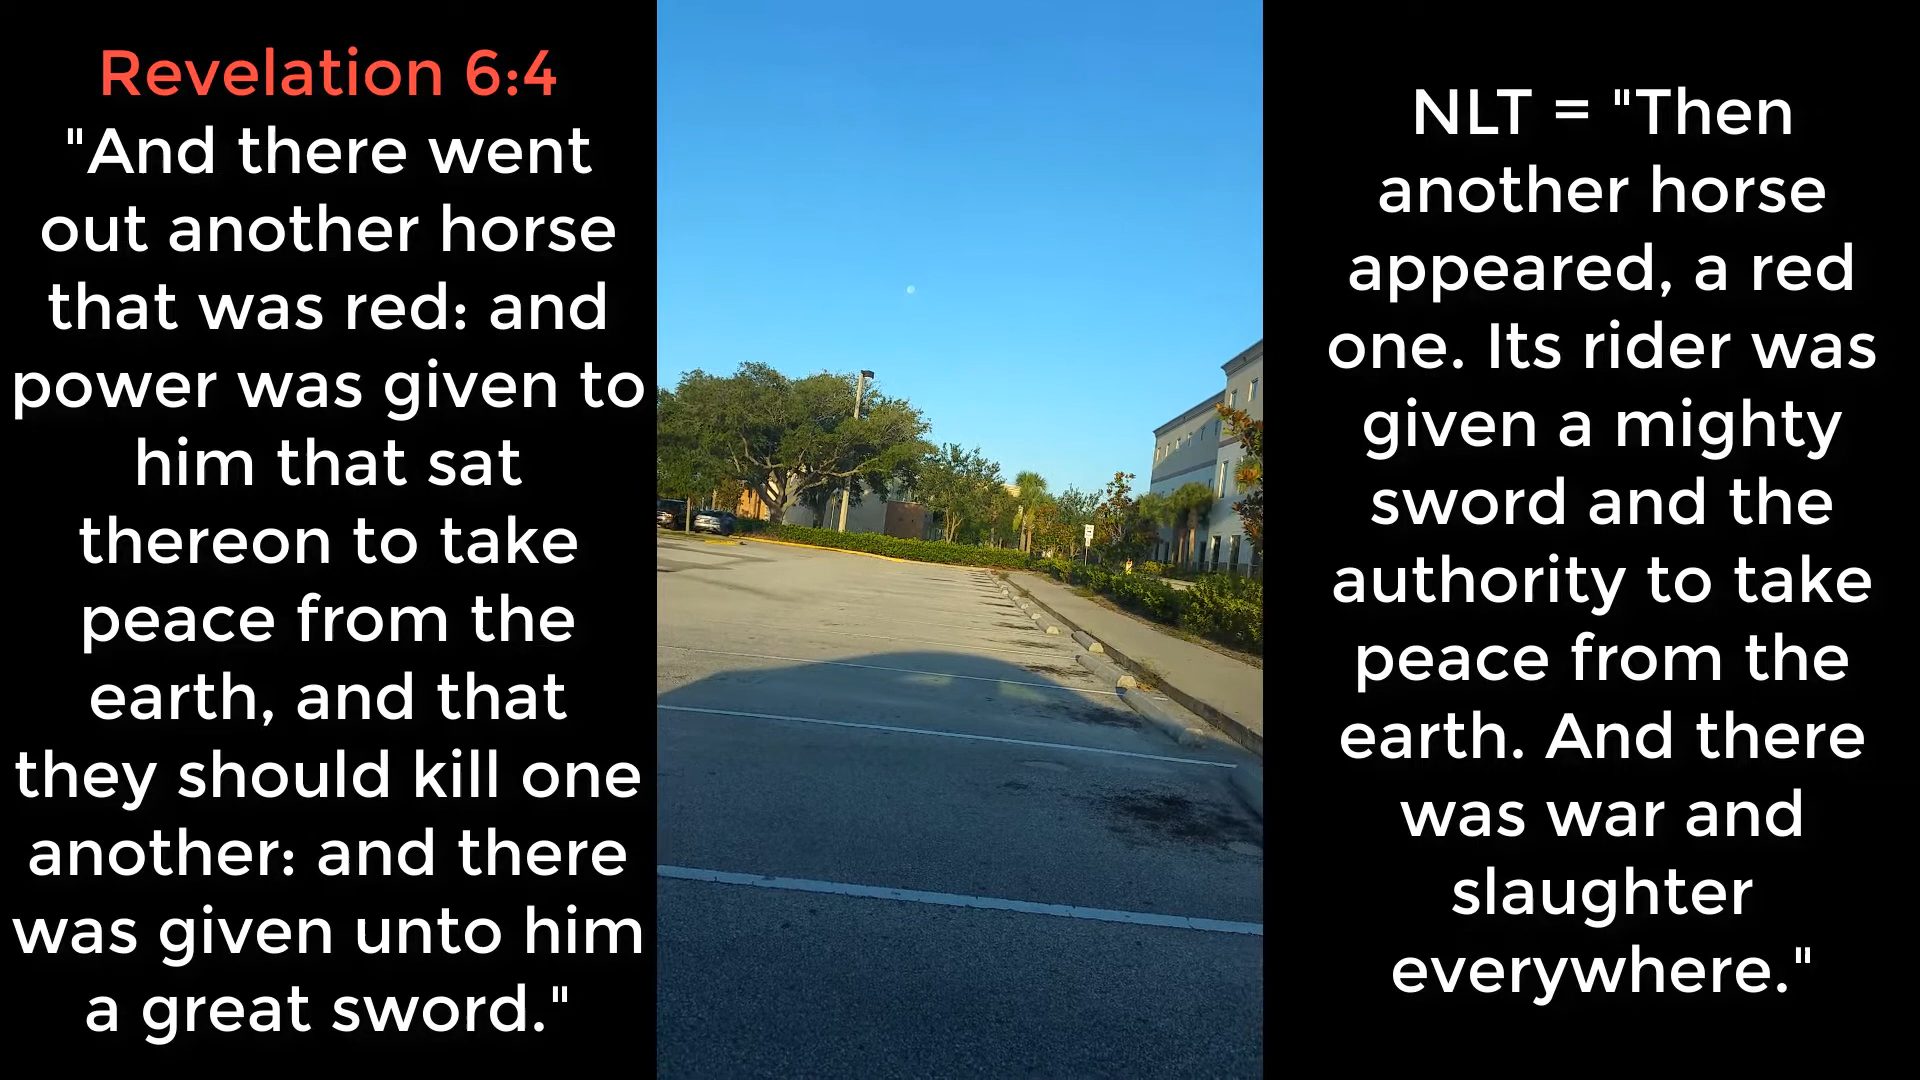 Revelation 6:4
"And there went
out another horse
that was red: and
power was given to
him that sat
thereon to take
peace from the
earth, and that
they should kill one
another: and there
was given unto him
a great sword."
NLT = "Then
another horse
appeared, a red
one. Its rider was
given a mighty
sword and the
authority to take
peace from the
earth. And there
was war and
slaughter
everywhere."